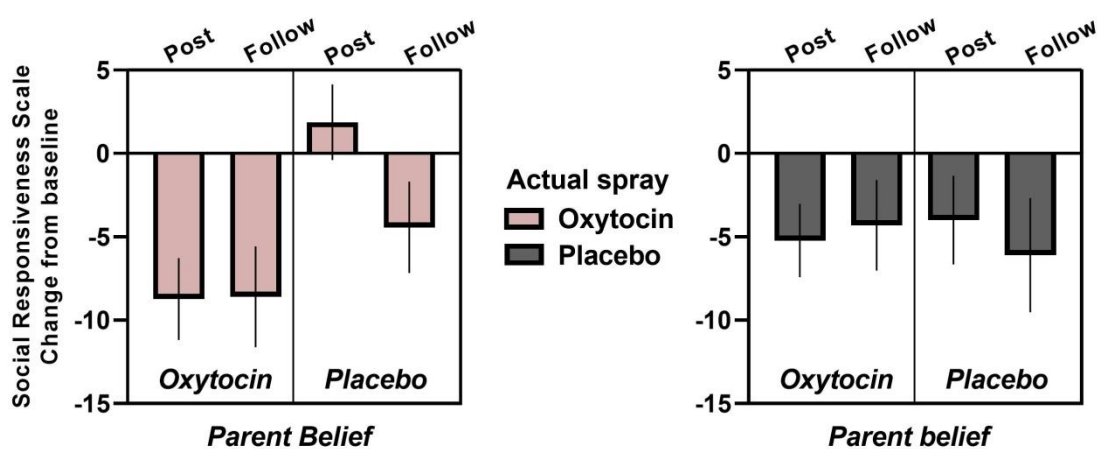 Post Follow Post Follow
Post Follow Post Follow
Social Responsiveness Scale
Change from baseline
5
0
-5
-10
-15
Oxytocin Placebo
Parent Belief
Actual spray
Oxytocin
Placebo
5
0
-5
-10
-15
Oxytocin Placebo
Parent belief